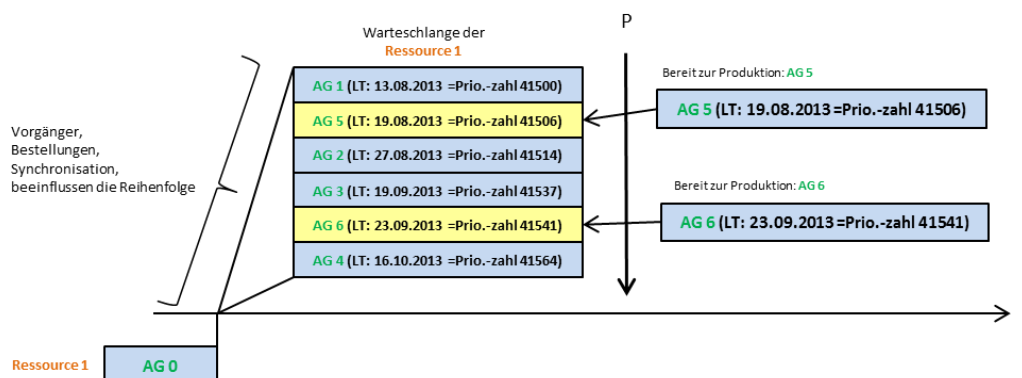 P
Warteschlange der
Ressource 1
AG 1 (LT: 13.08.2013 =Prio.-zahl 41500)
AG 5 (LT: 19.08.2013 =Prio.-zahl 41506)
AG 2 (LT: 27.08.2013 =Prio.-zahl 41514)
AG 3 (LT: 19.09.2013 =Prio.-zahl 41537)
AG 6 (LT: 23.09.2013 =Prio.-zahl 41541)
AG 4 (LT: 16.10.2013 =Prio.-zahl 41564)
Bereit zur Produktion: AG 5
AG 5 (LT: 19.08.2013 =Prio.-zahl 41506)
Bereit zur Produktion: AG 6
AG 6 (LT: 23.09.2013 =Prio.-zahl 41541)
Vorgänger,
Bestellungen,
Synchronisation,
beeinflussen die Reihenfolge
Ressource 1
AG 0